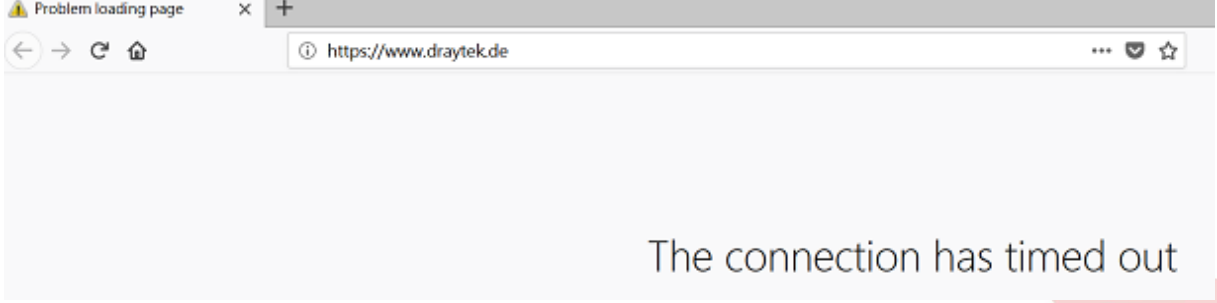 Problem loading page
https://www.draytek.de
The connection has timed out